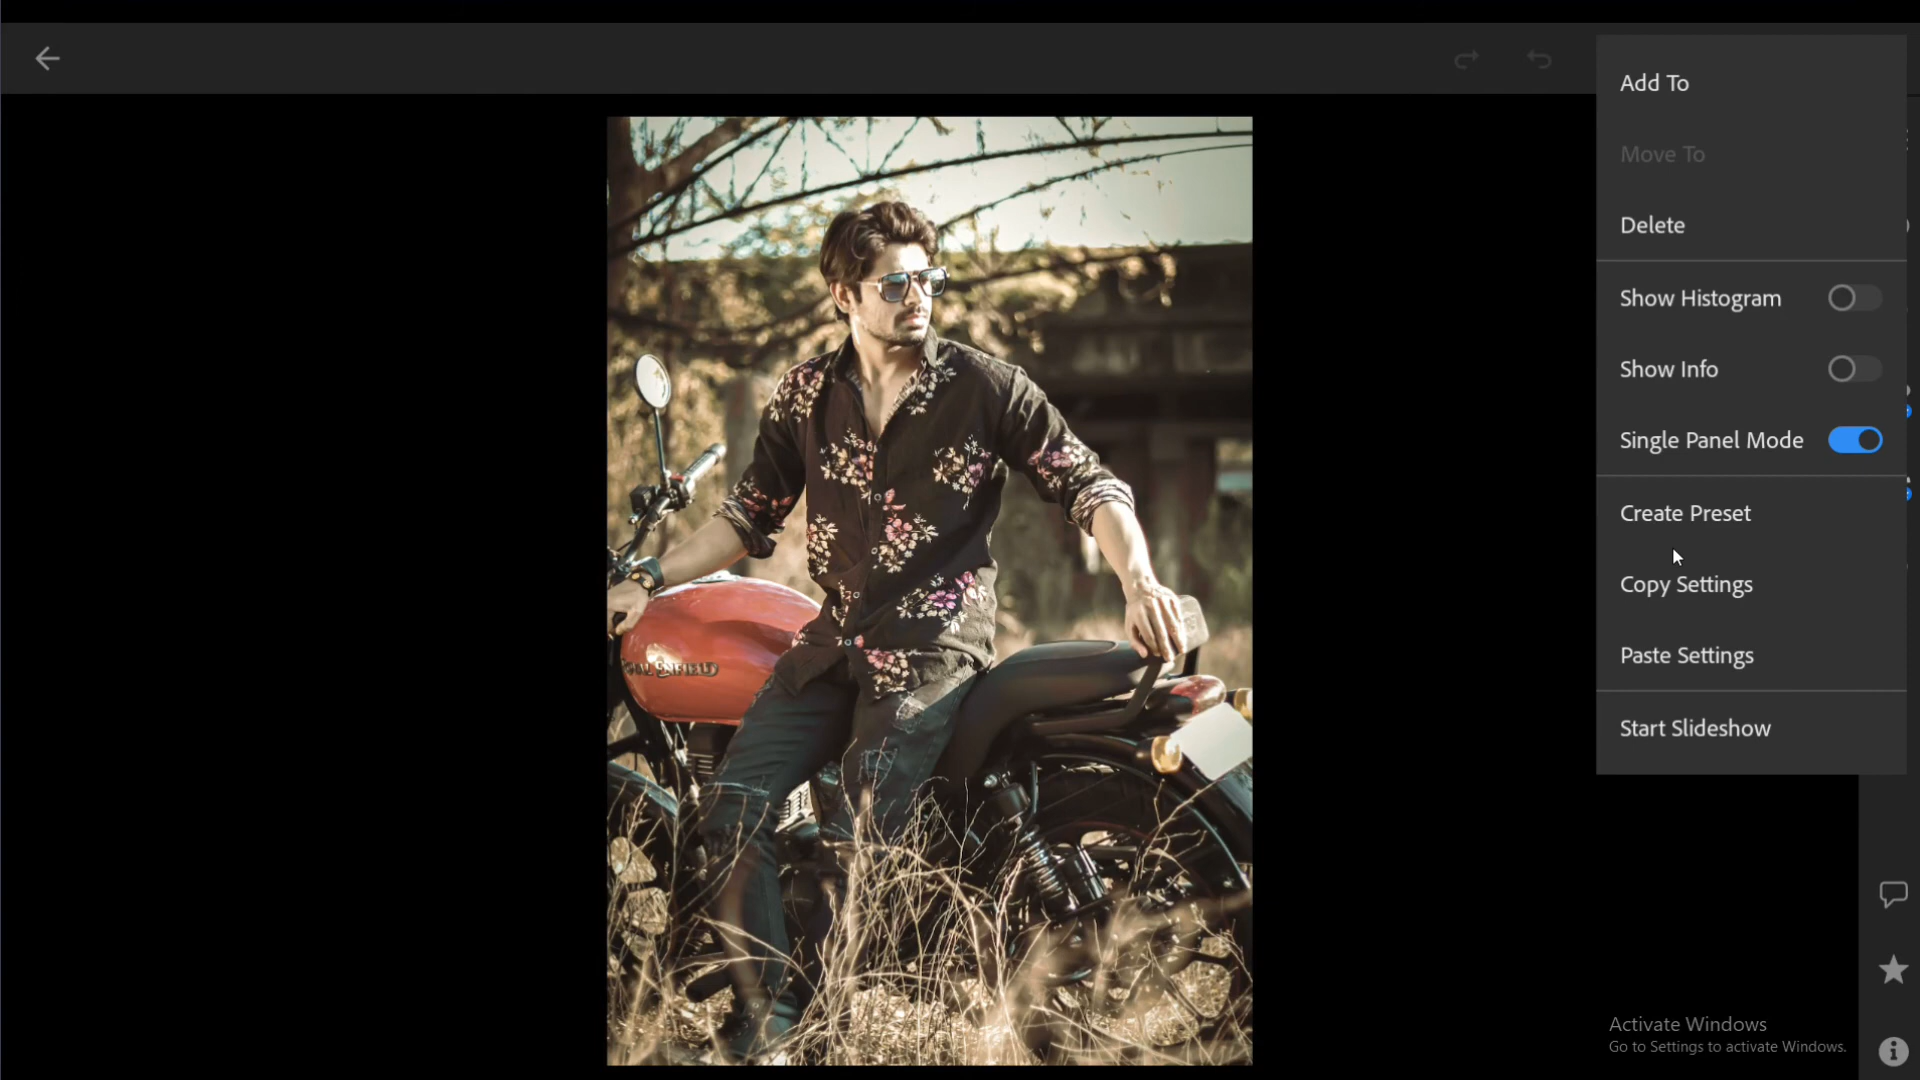 Add To
Move To
Delete
Show Histogram
Show Info
Single Panel Mode
Create Preset
Copy Settings
Paste Settings
Start Slideshow
ENFIELD
Activate Windows
Go to Settings to activate Windows.